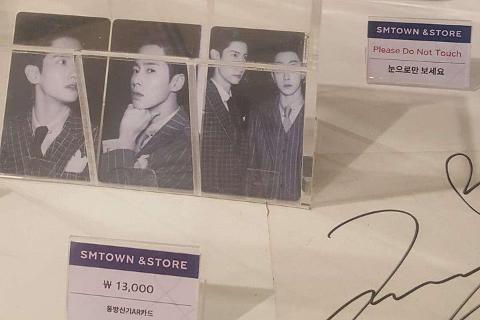 SMTOWN &STORE
Please Do Not Touch
눈으로만 보세요
SMTOWN &STORE
₩ 13,000
동방신기AR카드